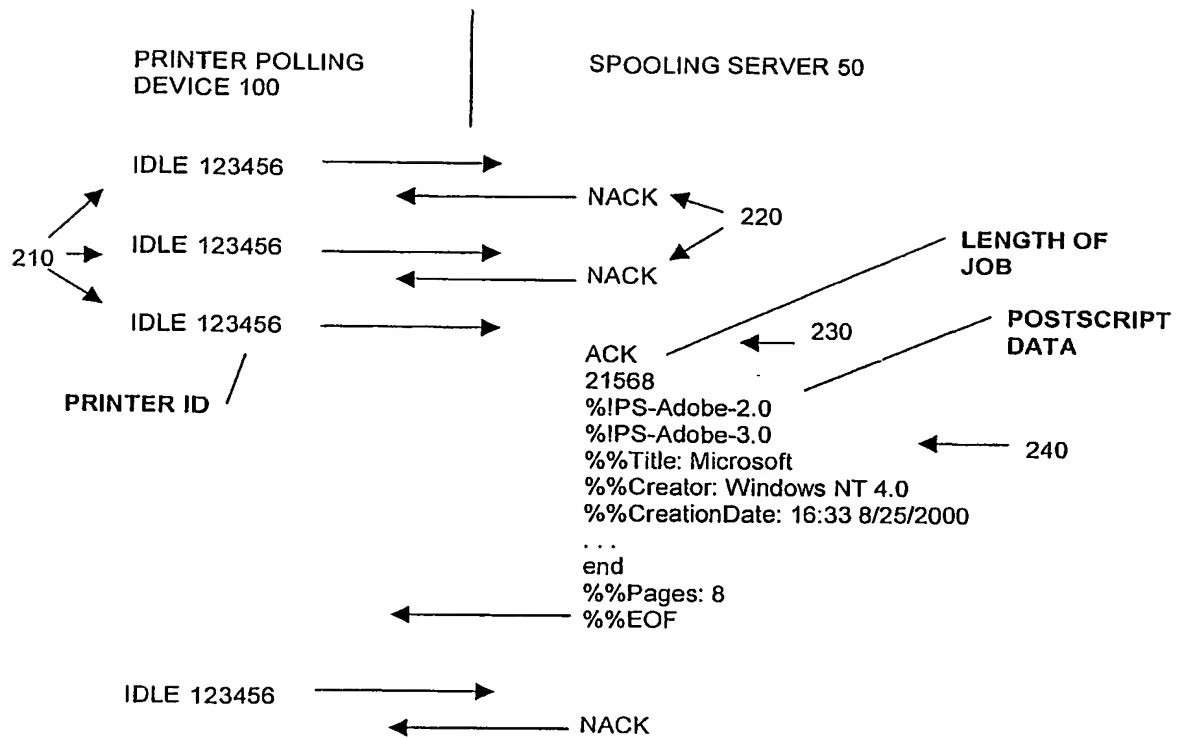 PRINTER POLLING
DEVICE 100
SPOOLING SERVER 50
IDLE 123456
NACK
220
210
IDLE 123456
NACK
LENGTH OF
JOB
IDLE 123456
230
POSTSCRIPT
DATA
PRINTER ID
ACK
21568
%!PS-Adobe-2.0
%!PS-Adobe-3.0
%%Title: Microsoft
240
%%Creator: Windows NT 4.0
%%CreationDate: 16:33 8/25/2000
. . .
end
%%Pages: 8
%%EOF
IDLE 123456
NACK